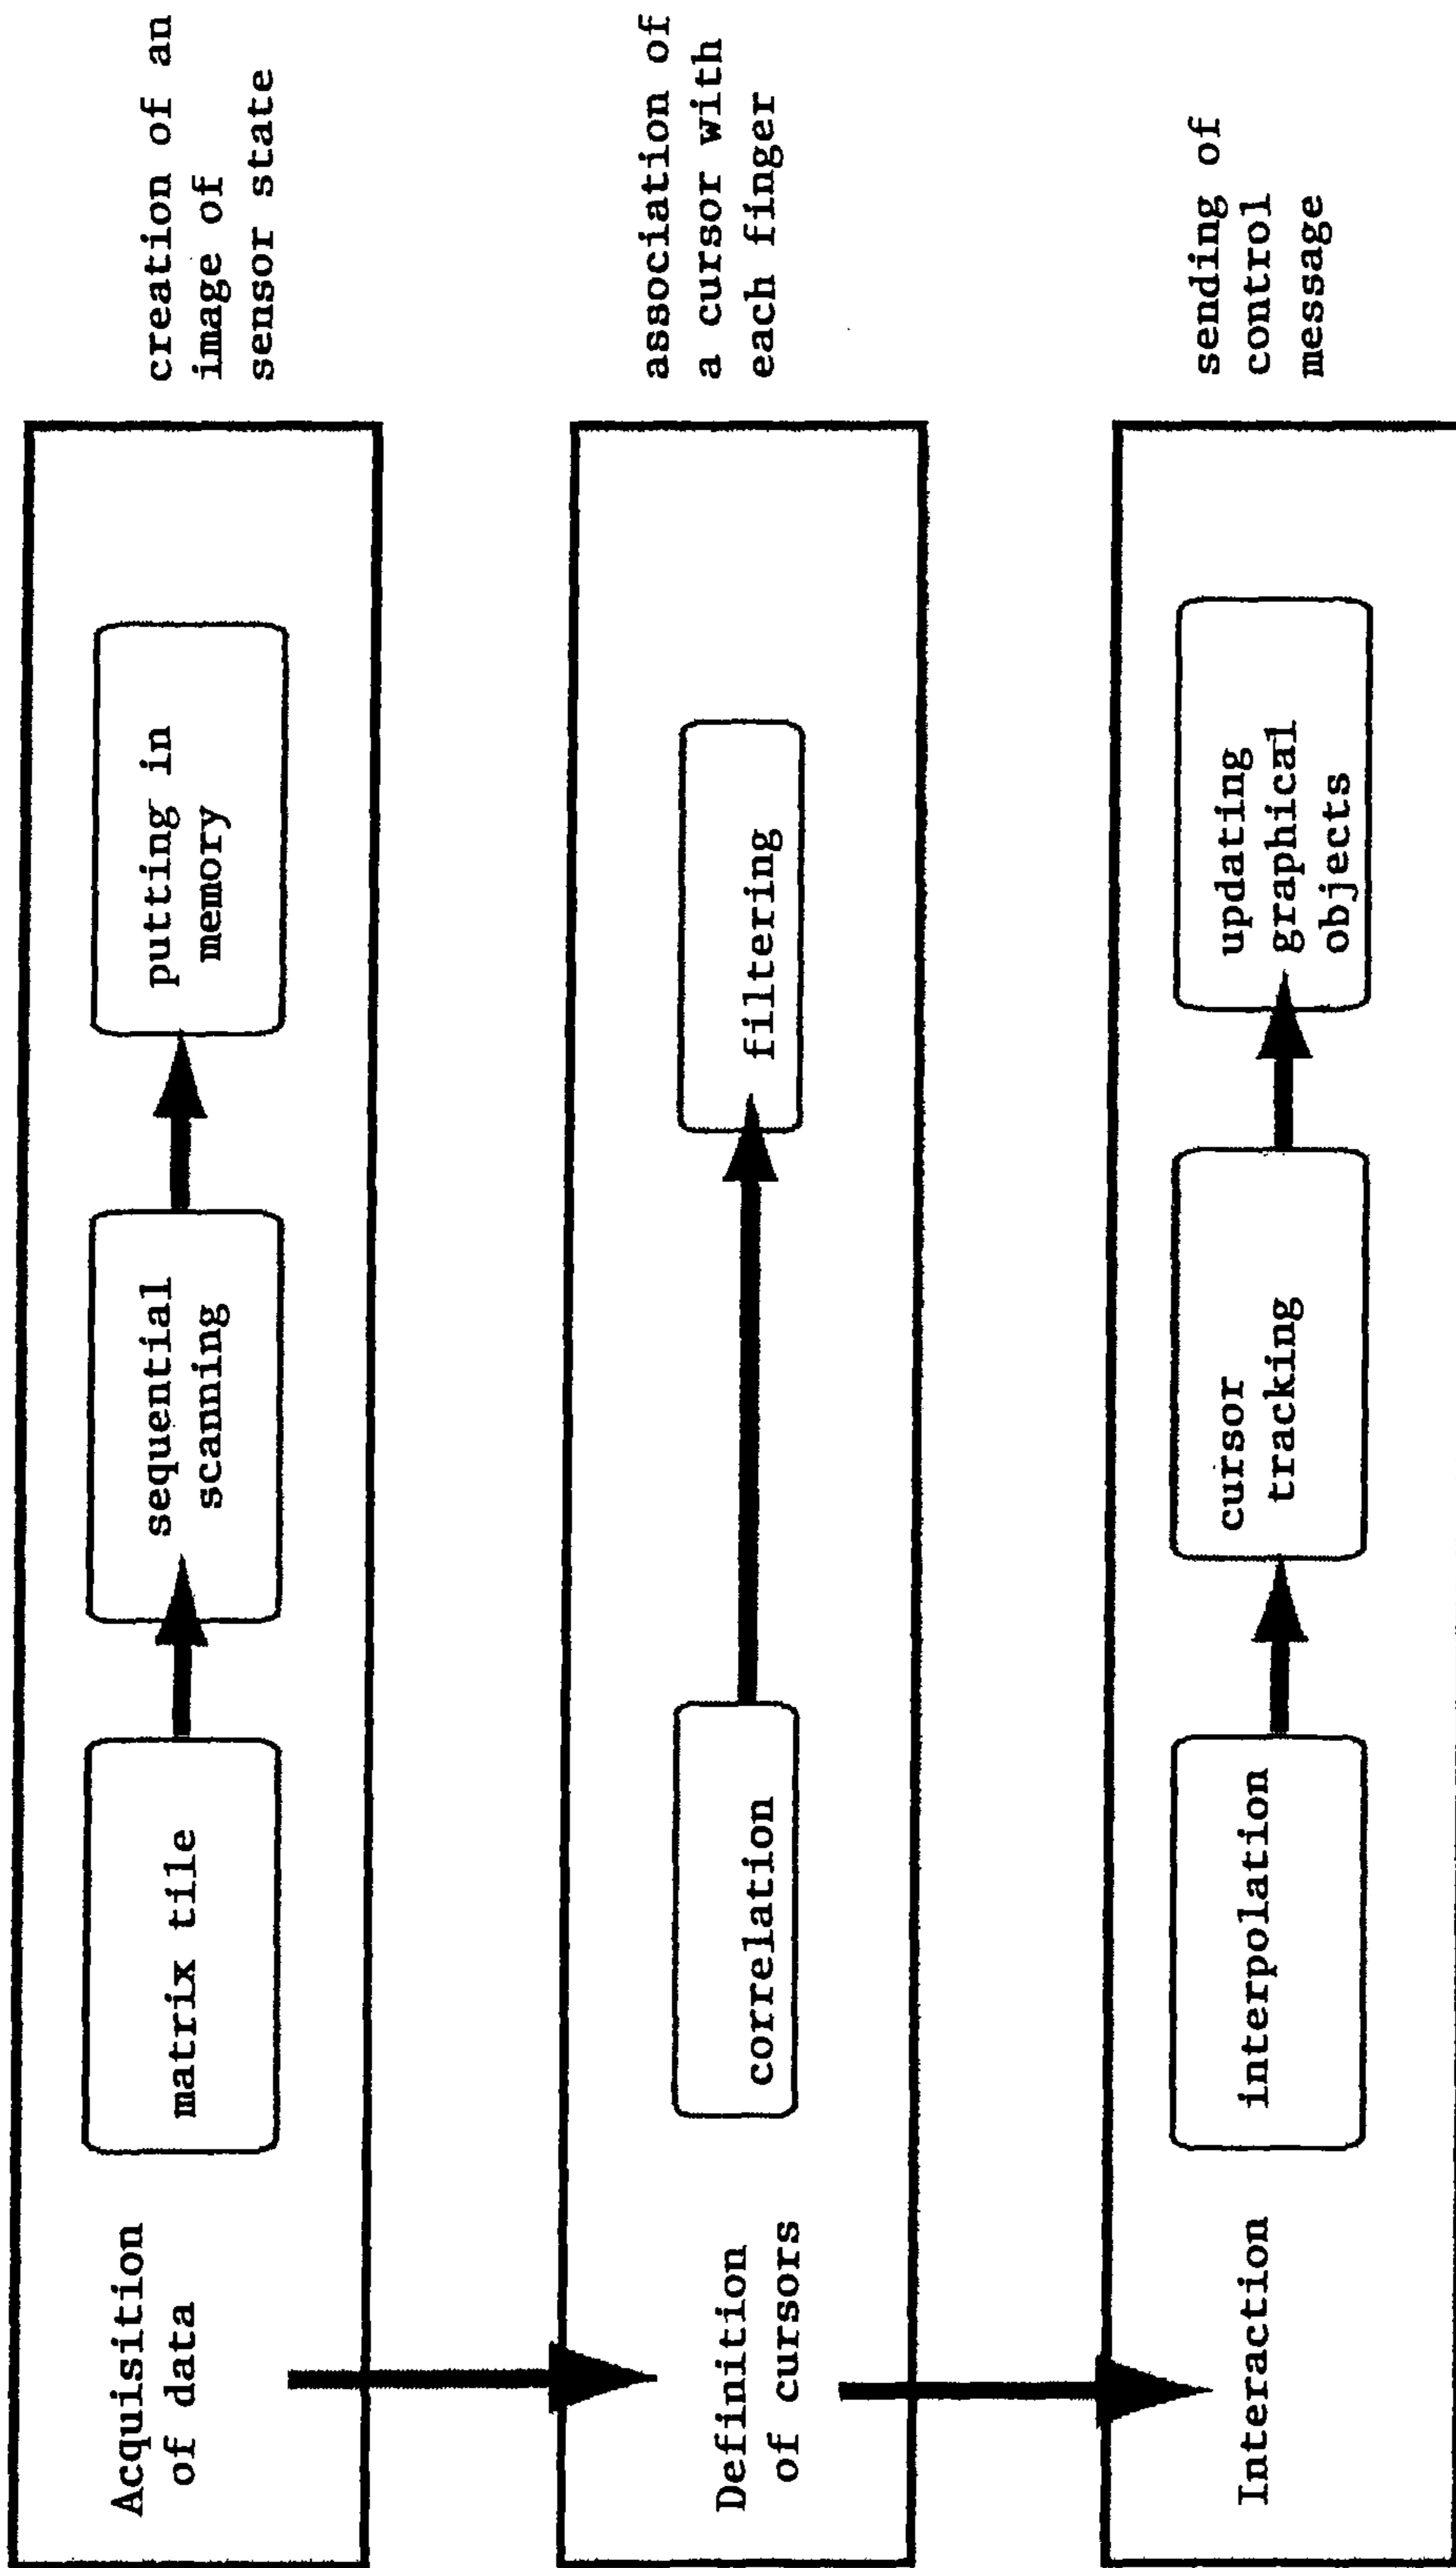 Acquisition
of data
matrix tile
sequential
scanning
putting in
memory
creation of an
image of
sensor state
Definition
of cursors
correlation
filtering
association of
a cursor with
each finger
Interaction
interpolation
cursor
tracking
updating
graphical
objects
sending of
control
message